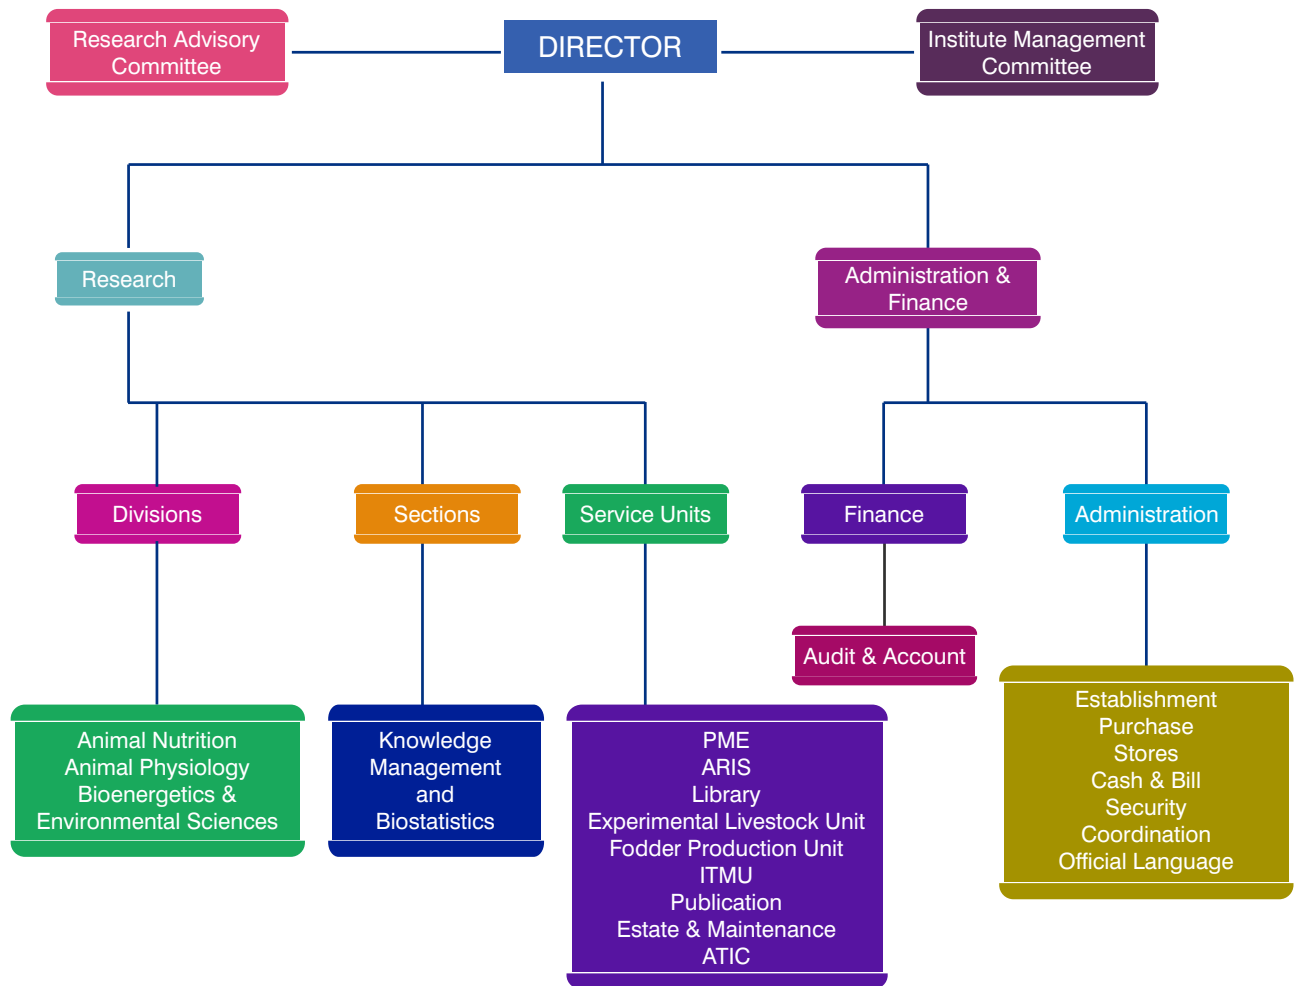 Research Advisory
Committee
DIRECTOR
Institute Management
Committee
Research
Administration &
Finance
Divisions
Sections
Service Units
Finance
Administration
Audit & Account
Animal Nutrition
Animal Physiology
Bioenergetics &
Environmental Sciences
Knowledge
Management
and
Biostatistics
PME
ARIS
Library
Experimental Livestock Unit
Fodder Production Unit
ITMU
Publication
Estate & Maintenance
ATIC
Establishment
Purchase
Stores
Cash & Bill
Security
Coordination
Official Language